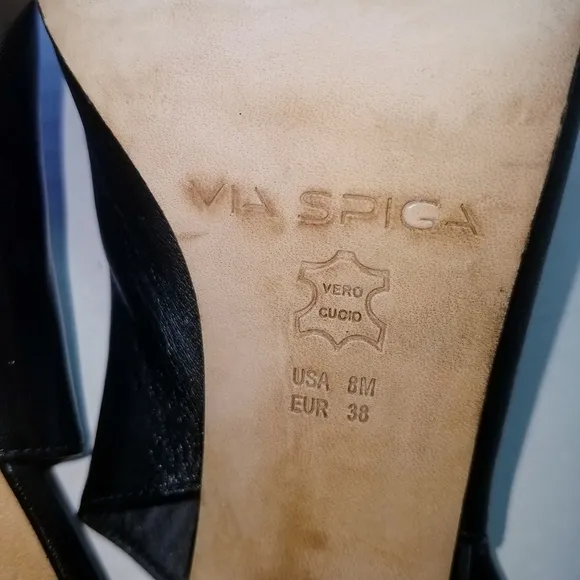 VIA SPIGA
VERO
CUOIO
USA 8M
EUR 38